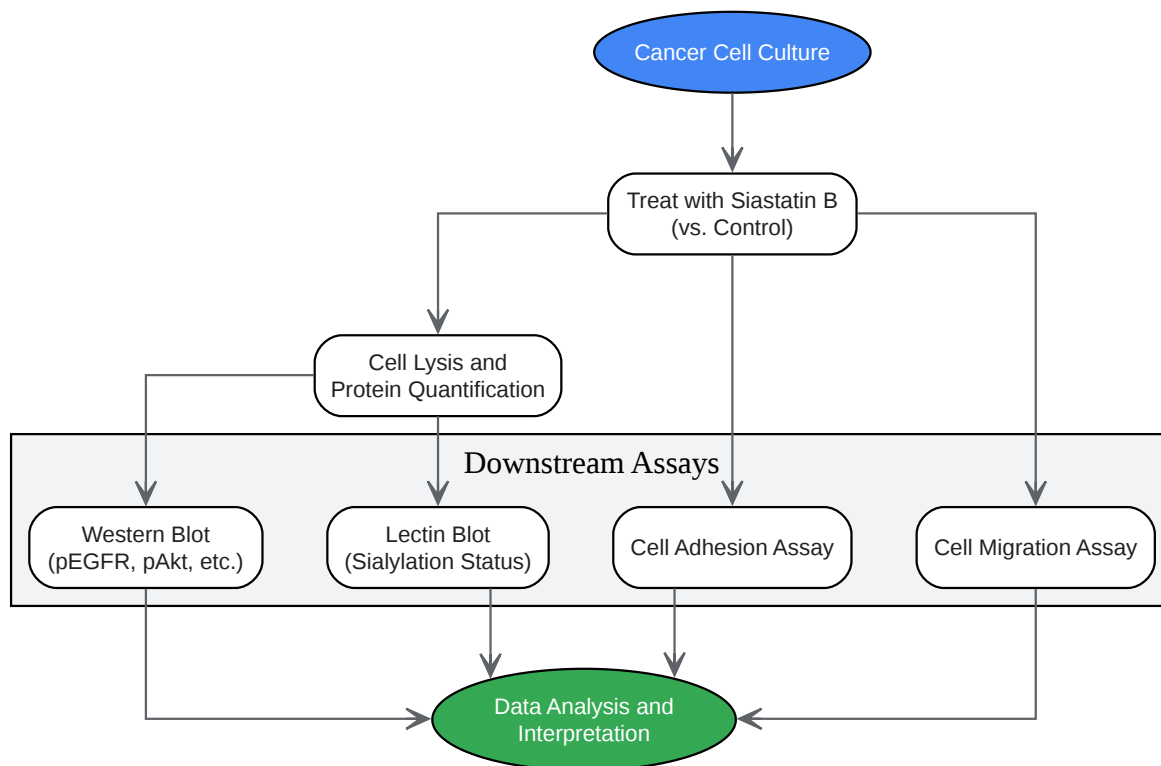 Cancer Cell Culture
Treat with Siastatin B
(vs. Control)
Cell Lysis and
Protein Quantification
Downstream Assays
Western Blot
(pEGFR, pAkt, etc.)
Lectin Blot
(Sialylation Status)
Cell Adhesion Assay
Cell Migration Assay
Data Analysis and
Interpretation